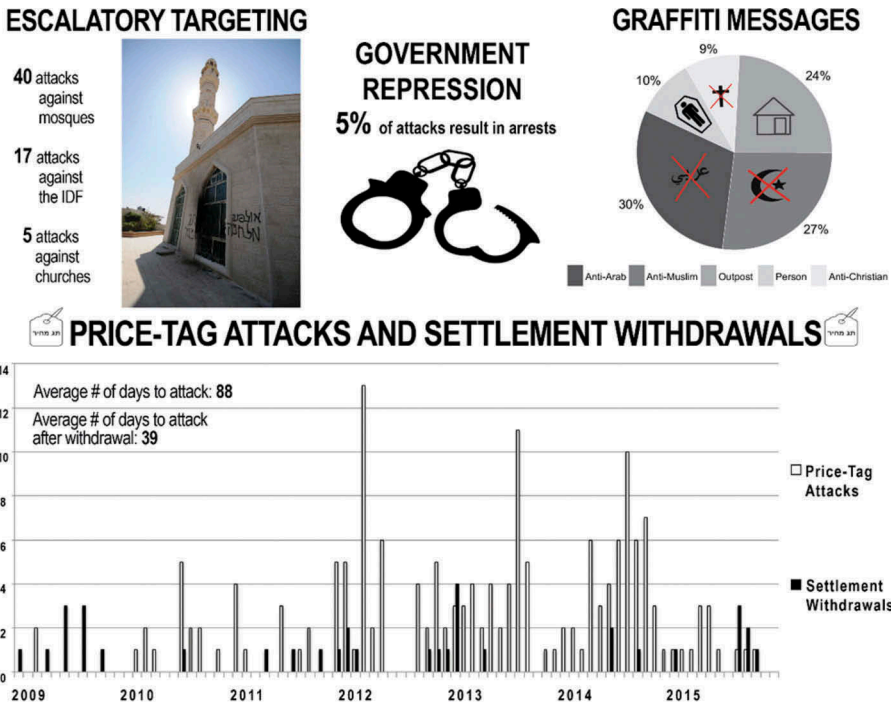 ESCALATORY TARGETING
40 attacks
against
mosques
17 attacks
against
the IDF
5 attacks
against
churches
GOVERNMENT
REPRESSION
5% of attacks result in arrests
GRAFFITI MESSAGES
9%
24%
10%
30%
27%
Anti-Arab
Anti-Muslim
Outpost
Person
Anti-Christian
תג מחיר
PRICE-TAG ATTACKS AND SETTLEMENT WITHDRAWALS
תג מחיר
Average # of days to attack: 88
Average # of days to attack
after withdrawal: 39
14
12
10
8
6
4
2
0
2009
2010
2011
2012
2013
2014
2015
Price-Tag
Attacks
Settlement
Withdrawals